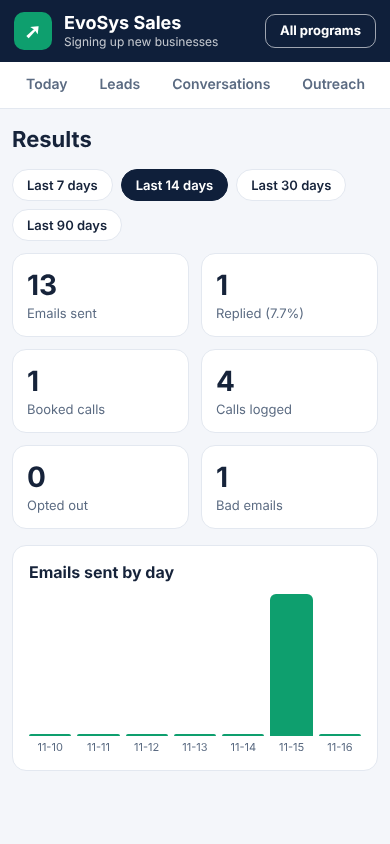 EvoSys Sales
Signing up new businesses
All programs
Today
Leads
Conversations
Outreach
Results
Last 7 days
Last 14 days
Last 30 days
Last 90 days
13
Emails sent
1
Replied (7.7%)
1
Booked calls
4
Calls logged
0
Opted out
1
Bad emails
Emails sent by day
11-10
11-11
11-12
11-13
11-14
11-15
11-16